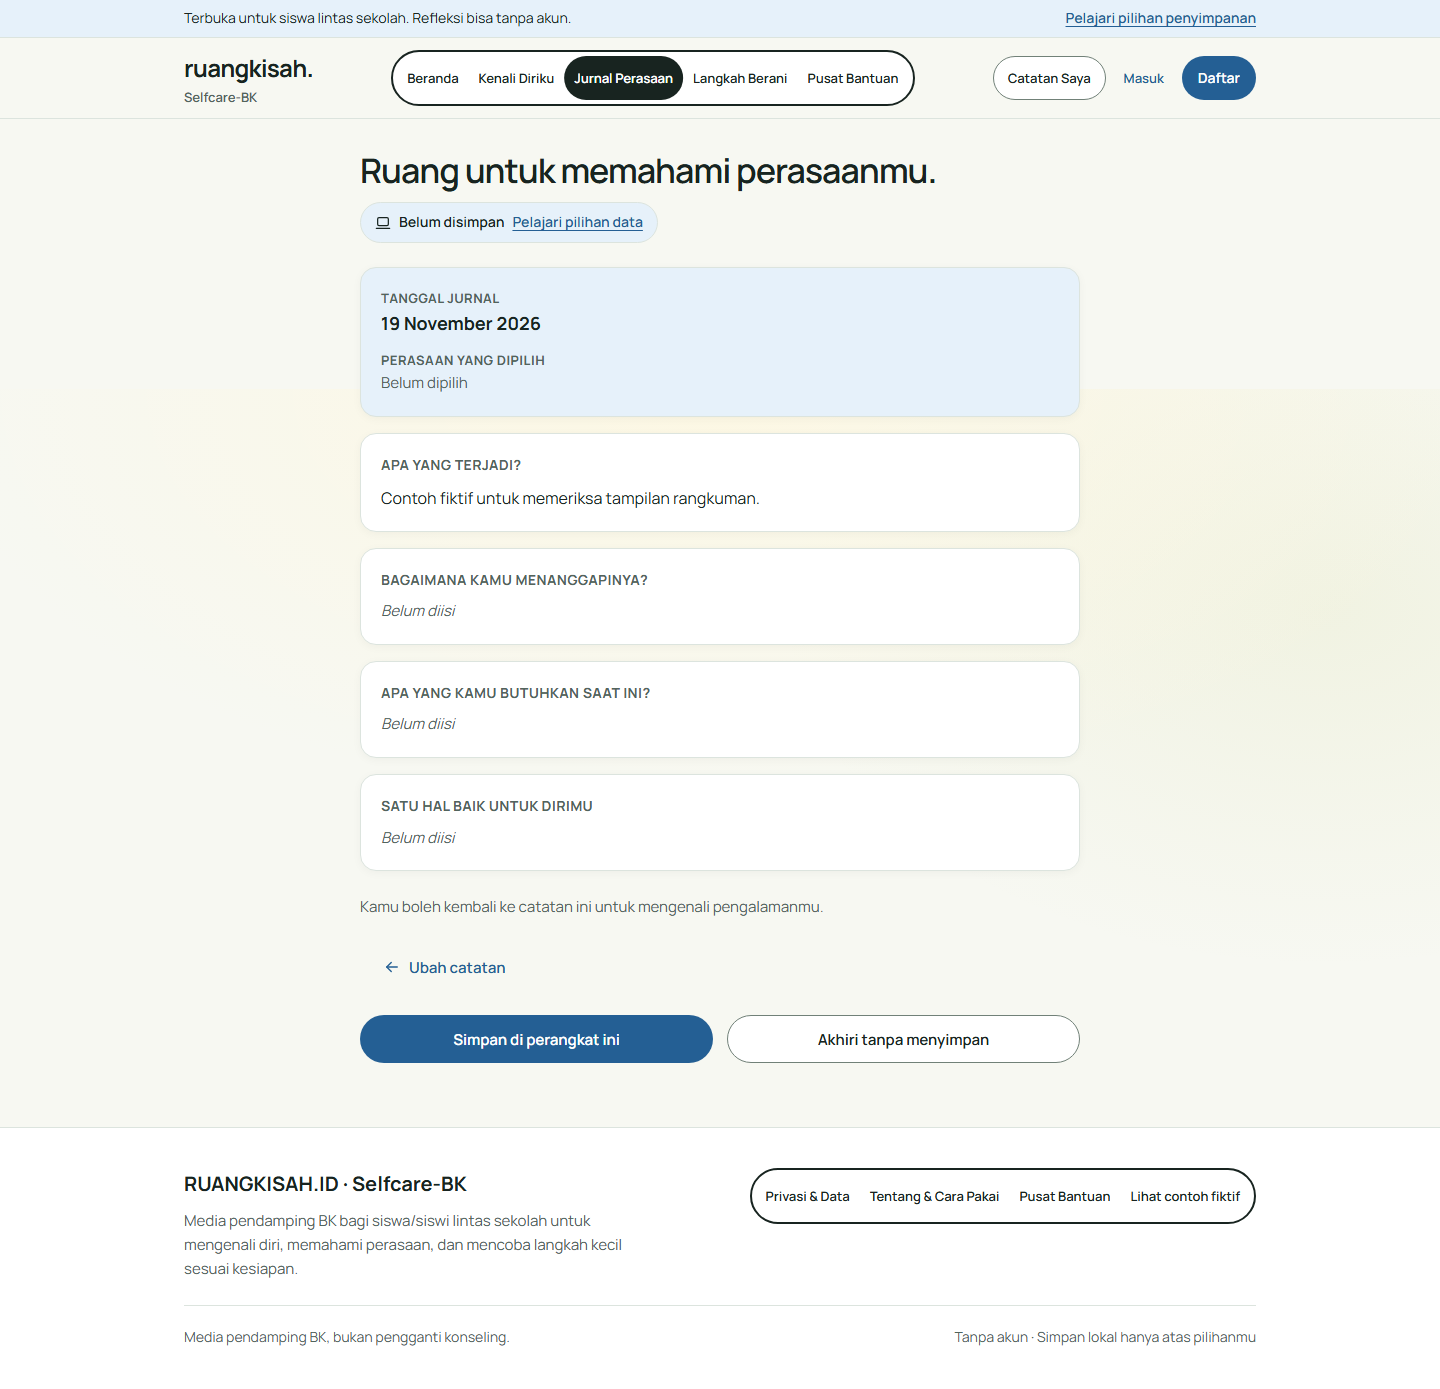 Terbuka untuk siswa lintas sekolah. Refleksi bisa tanpa akun.
Pelajari pilihan penyimpanan
ruangkisah.
Selfcare-BK
Beranda
Kenali Diriku
Jurnal Perasaan
Langkah Berani
Pusat Bantuan
Catatan Saya
Masuk
Daftar
Ruang untuk memahami perasaanmu.
Belum disimpan Pelajari pilihan data
TANGGAL JURNAL
19 November 2026
PERASAAN YANG DIPILIH
Belum dipilih
APA YANG TERJADI?
Contoh fiktif untuk memeriksa tampilan rangkuman.
BAGAIMANA KAMU MENANGGAPINYA?
Belum diisi
APA YANG KAMU BUTUHKAN SAAT INI?
Belum diisi
SATU HAL BAIK UNTUK DIRIMU
Belum diisi
Kamu boleh kembali ke catatan ini untuk mengenali pengalamanmu.
Ubah catatan
Simpan di perangkat ini
Akhiri tanpa menyimpan
RUANGKISAH.ID · Selfcare-BK
Media pendamping BK bagi siswa/siswi lintas sekolah untuk
mengenali diri, memahami perasaan, dan mencoba langkah kecil
sesuai kesiapan.
Privasi & Data
Tentang & Cara Pakai
Pusat Bantuan
Lihat contoh fiktif
Media pendamping BK, bukan pengganti konseling.
Tanpa akun · Simpan lokal hanya atas pilihanmu